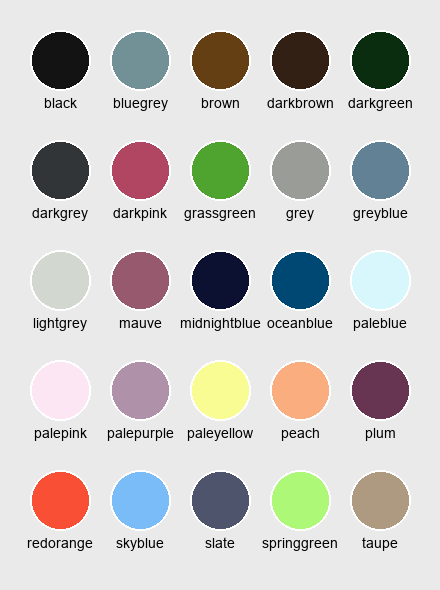 black bluegrey brown darkbrown darkgreen
darkgrey darkpink grassgreen grey greyblue
lightgrey mauve midnightblue oceanblue paleblue
palepink palepurple paleyellow peach plum
redorange skyblue slate springgreen taupe